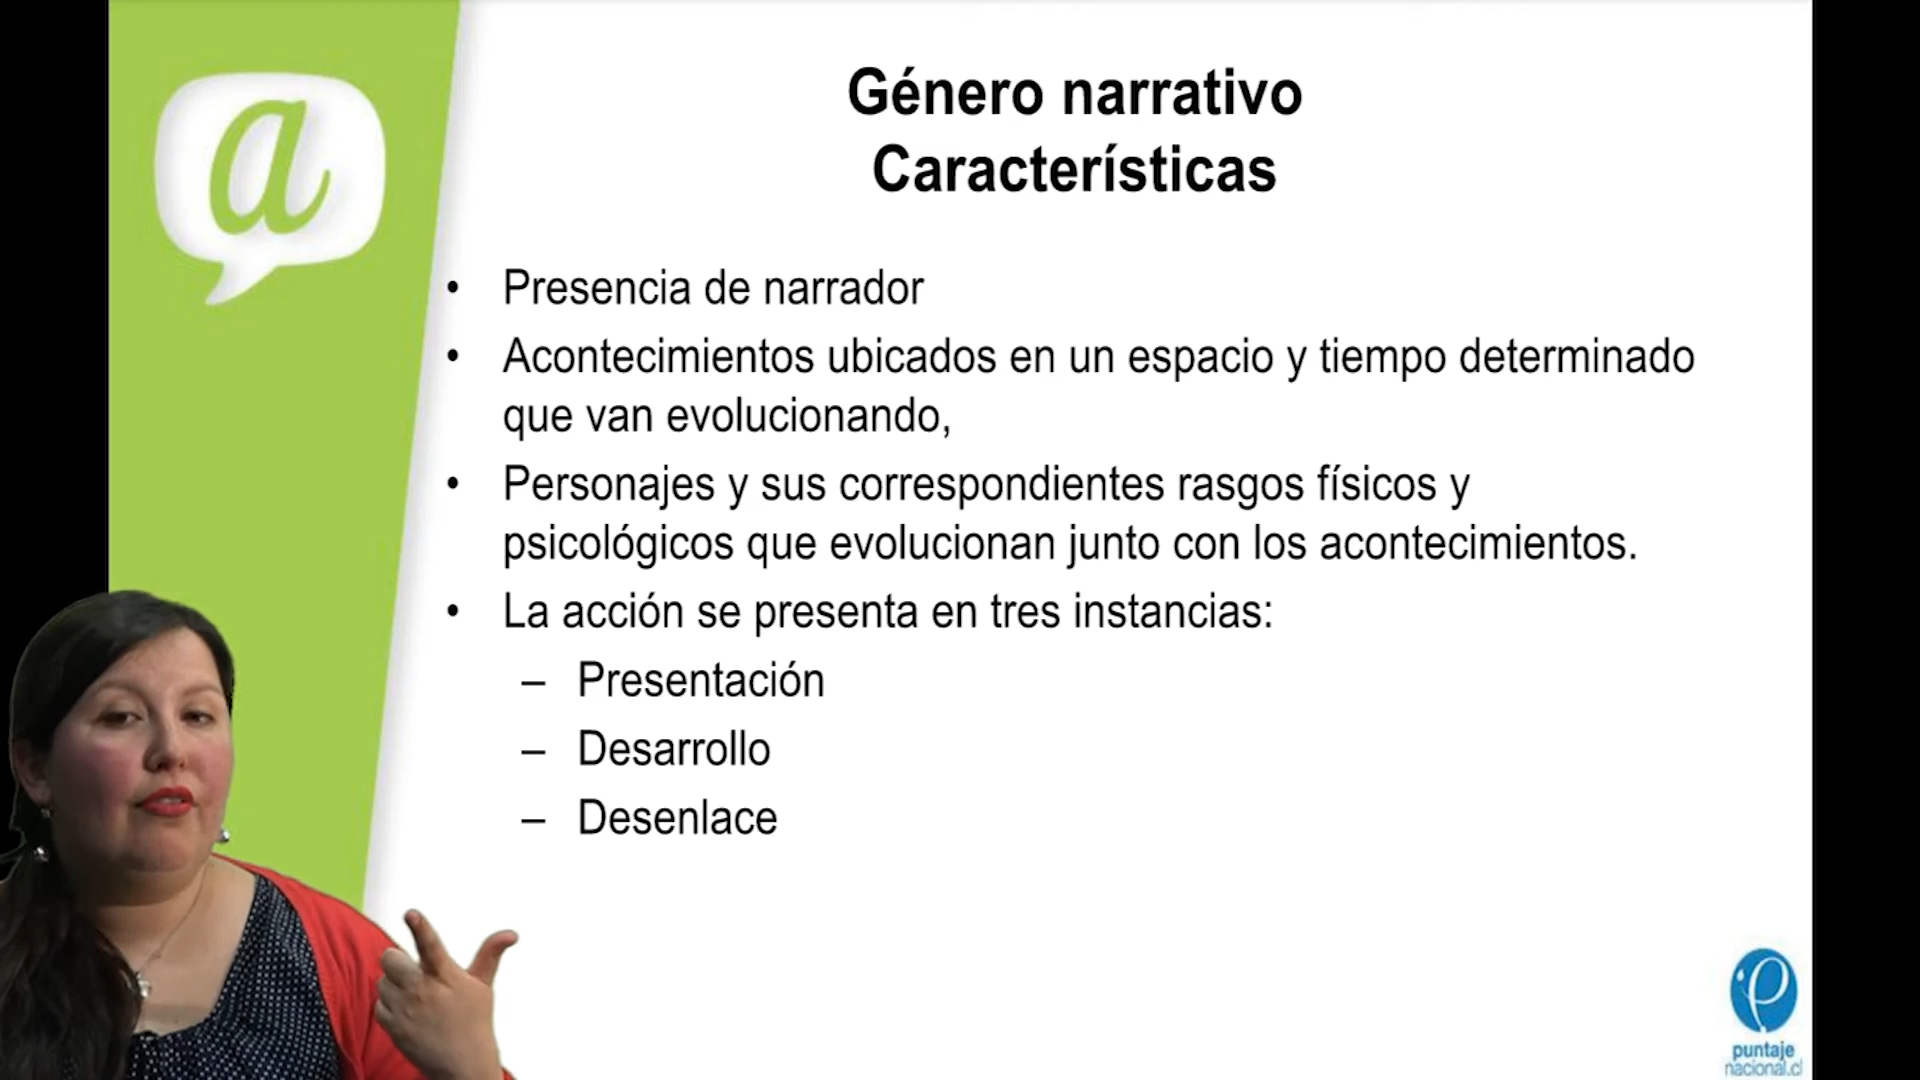 a
Género narrativo
Características
• Presencia de narrador
• Acontecimientos ubicados en un espacio y tiempo determinado
que van evolucionando,
• Personajes y sus correspondientes rasgos físicos y
psicológicos que evolucionan junto con los acontecimientos.
• La acción se presenta en tres instancias:
– Presentación
– Desarrollo
– Desenlace
puntaje
nacional.cl